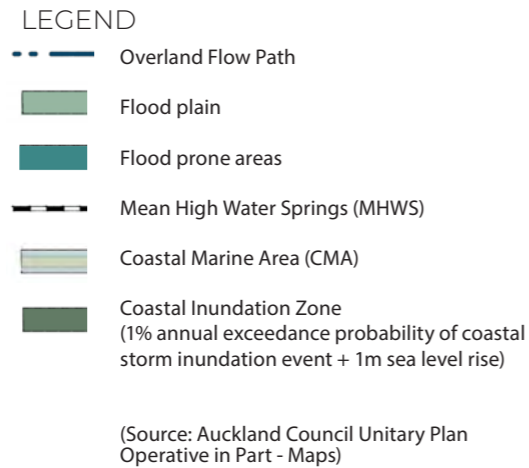 LEGEND
Overland Flow Path
Flood plain
Flood prone areas
Mean High Water Springs (MHWS)
Coastal Marine Area (CMA)
Coastal Inundation Zone
(1% annual exceedance probability of coastal
storm inundation event + 1m sea level rise)
(Source: Auckland Council Unitary Plan
Operative in Part - Maps)